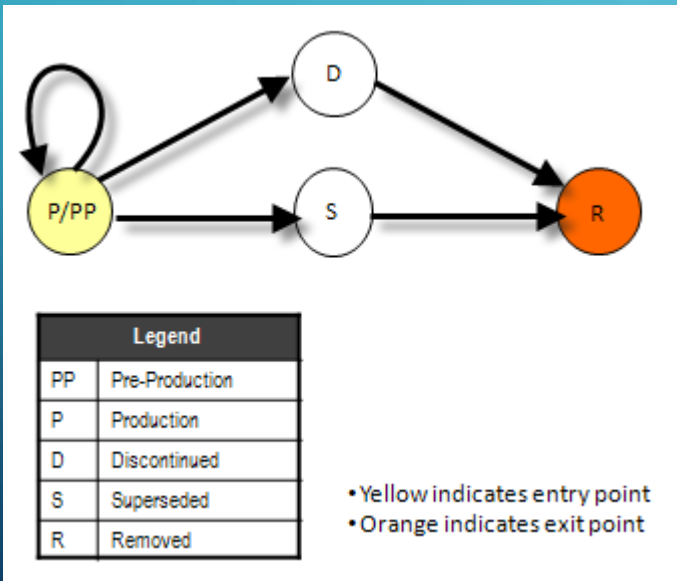 D
P/PP
S
R
Legend
PP Pre-Production
P Production
D Discontinued
S Superseded
R Removed
•Yellow indicates entry point
•Orange indicates exit point